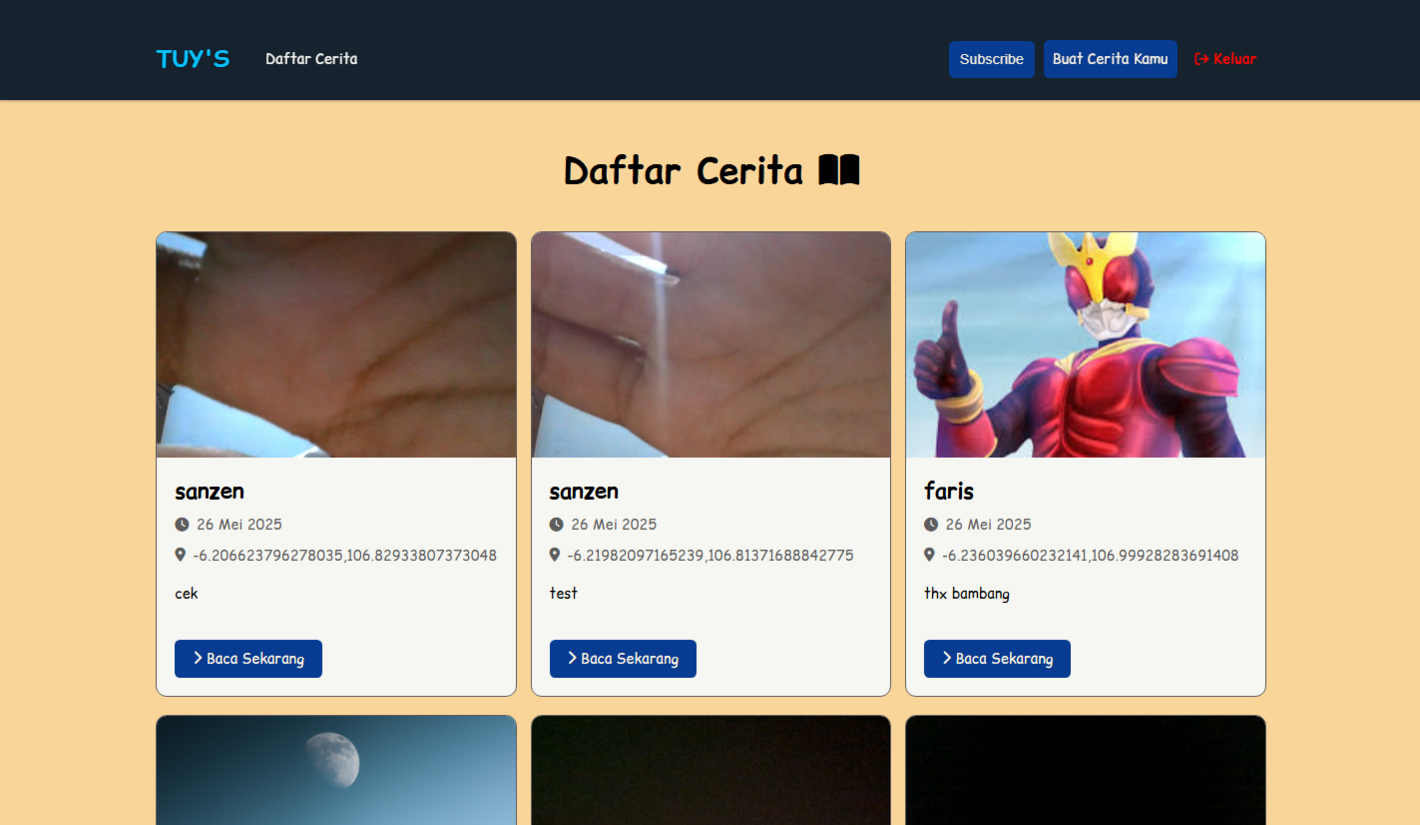 TUY'S
Daftar Cerita
Subscribe
Buat Cerita Kamu
Keluar
Daftar Cerita
sanzen
26 Mei 2025
-6.206623796278035,106.82933807373048
cek
Baca Sekarang
sanzen
26 Mei 2025
-6.21982097165239,106.81371688842775
test
Baca Sekarang
faris
26 Mei 2025
-6.236039660232141,106.99928283691408
thx bambang
Baca Sekarang